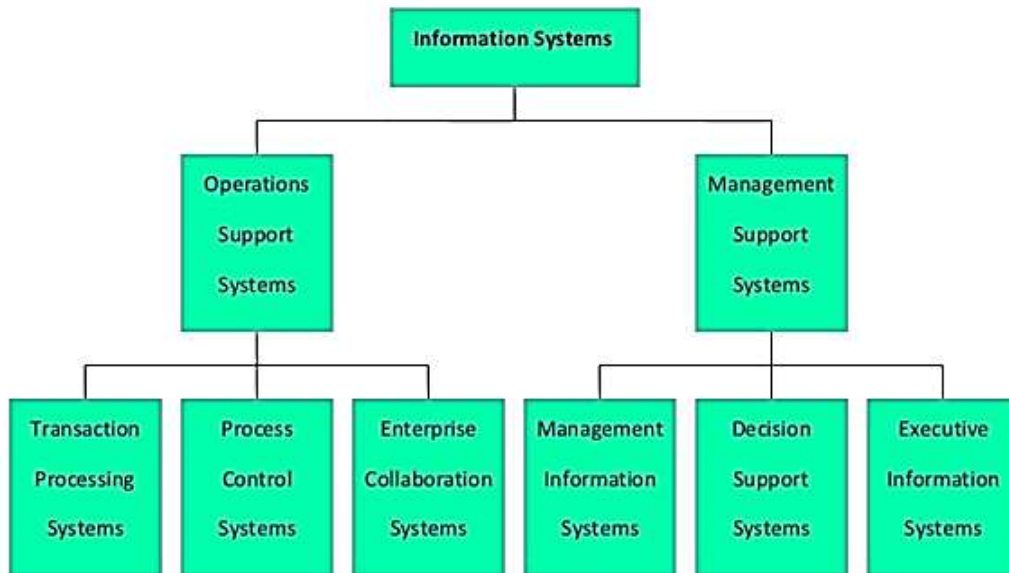 Information Systems
Operations
Support
Systems
Management
Support
Systems
Transaction
Processing
Systems
Process
Control
Systems
Enterprise
Collaboration
Systems
Management
Information
Systems
Decision
Support
Systems
Executive
Information
Systems